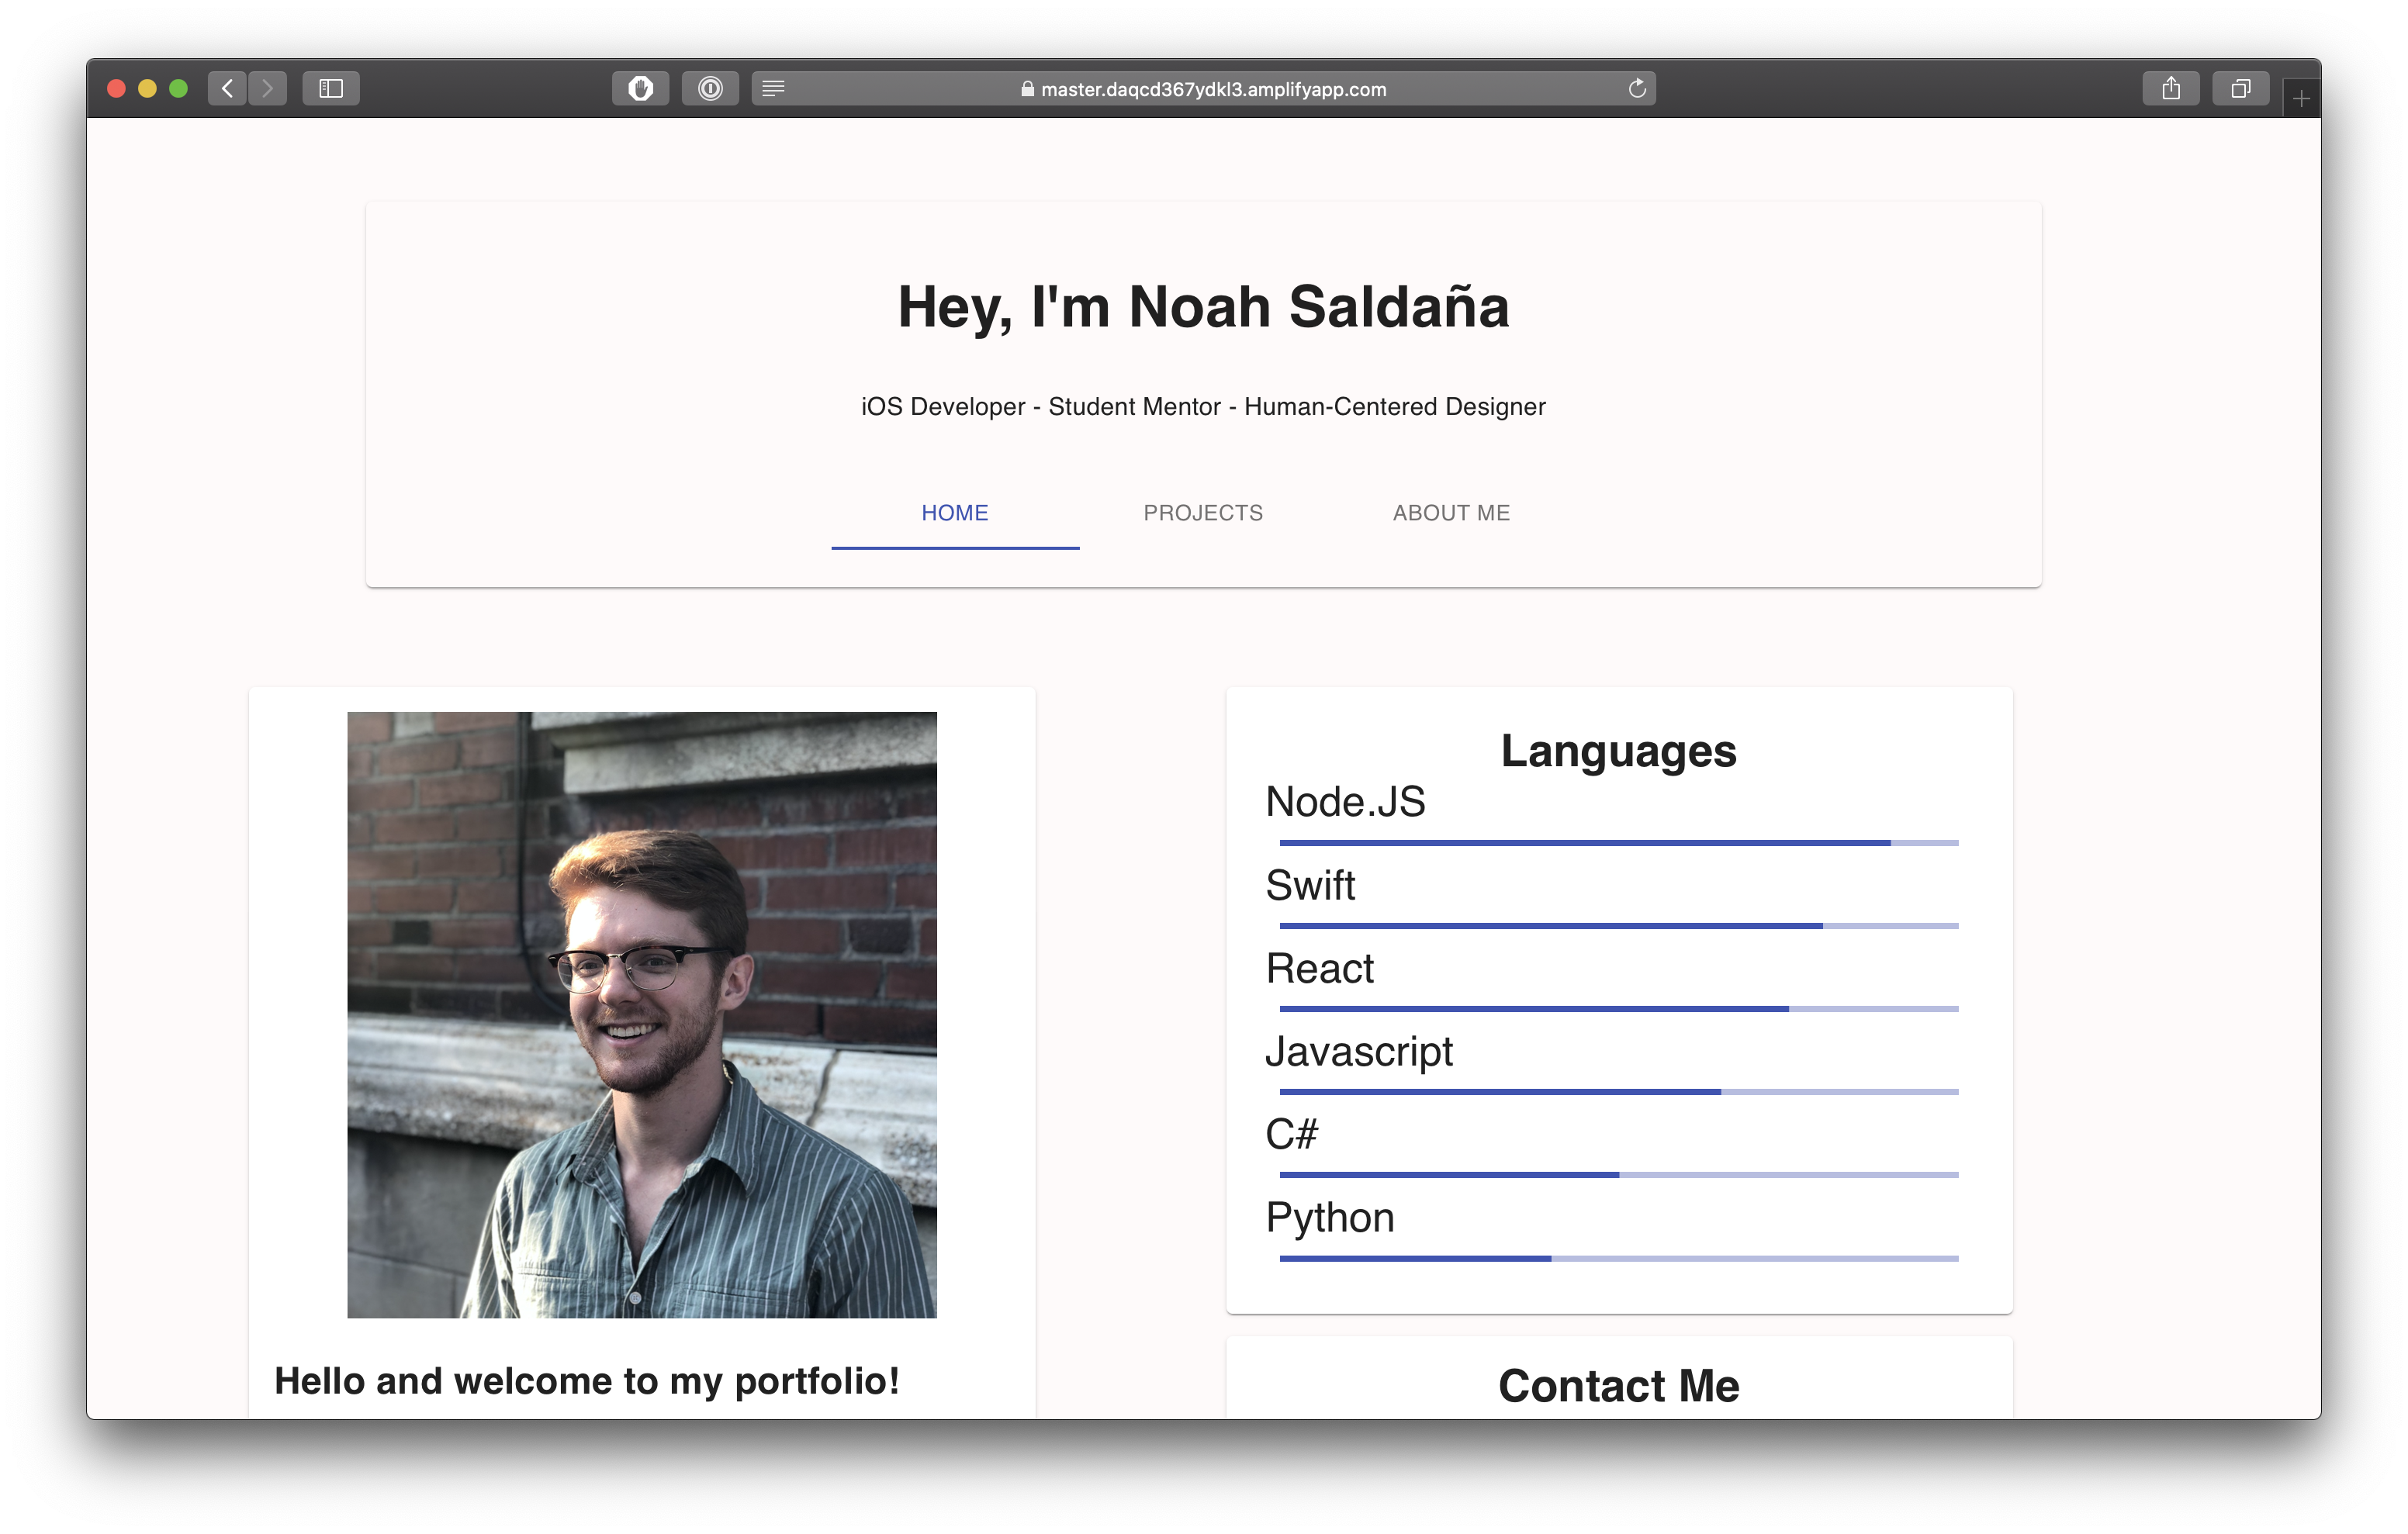 master.daqcd367ydkl3.amplifyapp.com
Hey, I'm Noah Saldaña
iOS Developer - Student Mentor - Human-Centered Designer
HOME
PROJECTS
ABOUT ME
Hello and welcome to my portfolio!
Languages
Node.JS
Swift
React
Javascript
C#
Python
Contact Me